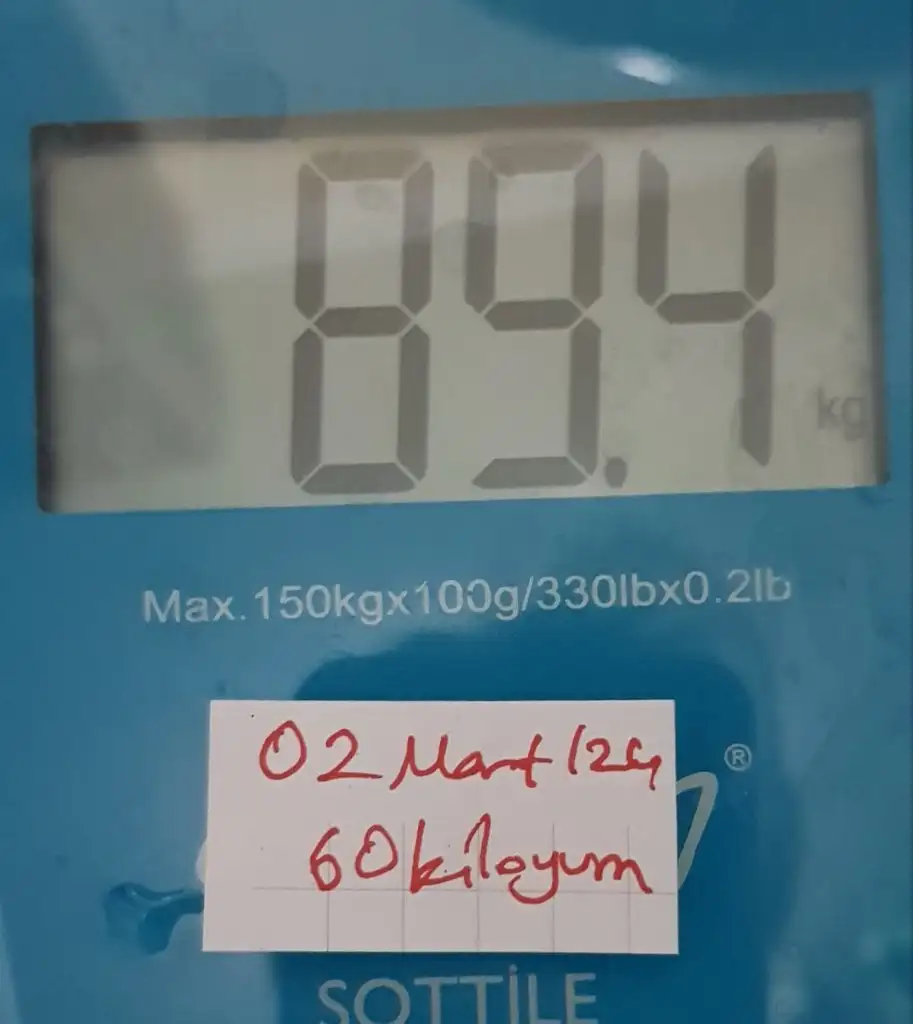 89.4 kg
Max.150kgx100g/330lbx0.2lb
02 Mart/24
®
60 kiloyum
SOTTİLE